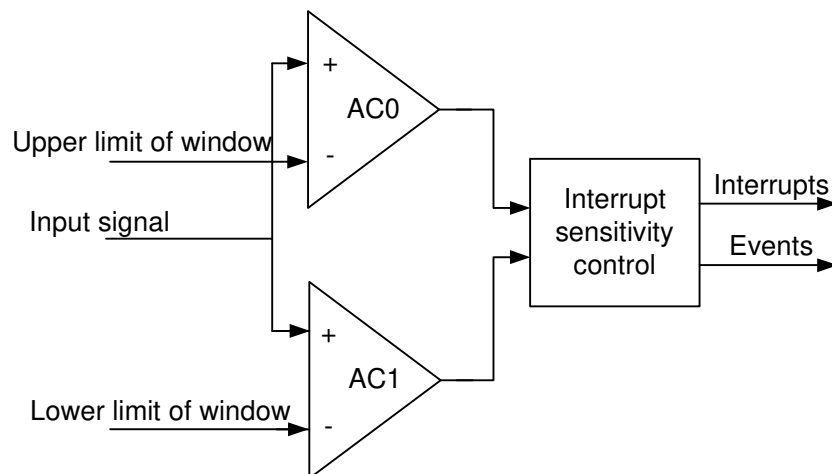 +
AC0
-
Upper limit of window
Input signal
Interrupt
sensitivity
control
Interrupts
Events
+
AC1
-
Lower limit of window